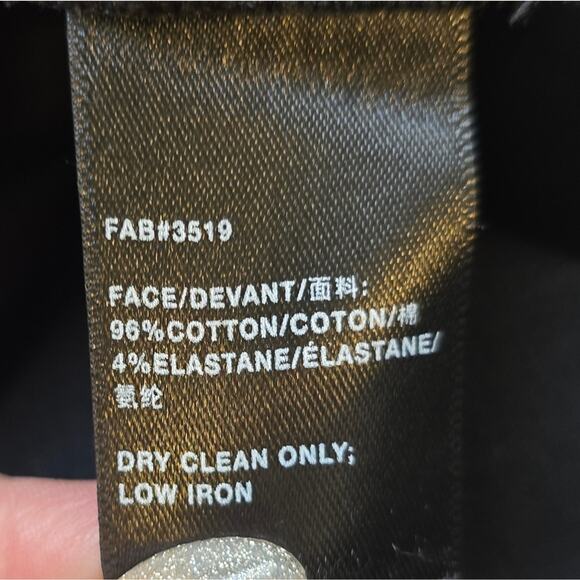 FAB#3519
FACE/DEVANT/面料:
96%COTTON/COTON/棉
4%ELASTANE/ÉLASTANE/
氨纶
DRY CLEAN ONLY;
LOW IRON